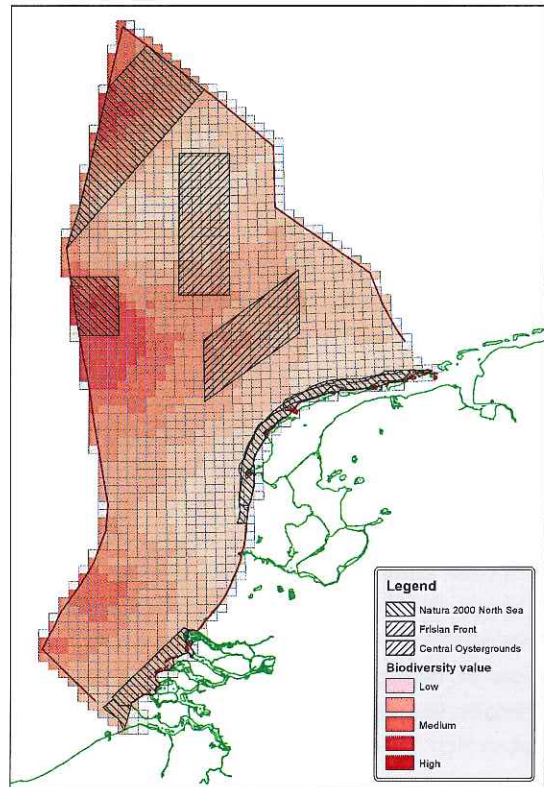 Legend
Natura 2000 North Sea
Frisian Front
Central Oystergrounds
Biodiversity value
Low
Medium
High